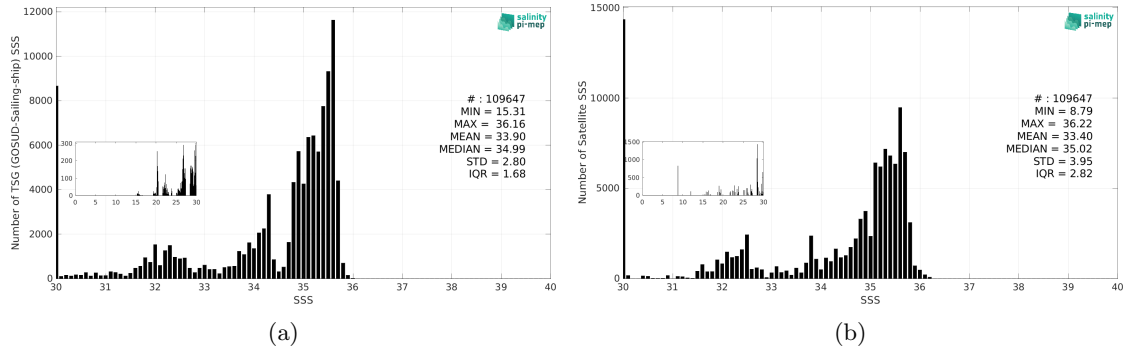 12000
10000
8000
6000
4000
2000
0
Number of TSG (GOSUD-Sailing-ship) SSS
salinity
pi-mep
# : 109647
MIN = 15.31
MAX = 36.16
MEAN = 33.90
MEDIAN = 34.99
STD = 2.80
IQR = 1.68
300
200
100
0
0 5 10 15 20 25 30
30 31 32 33 34 35 36 37 38 39 40
SSS
(a)
15000
10000
5000
0
Number of Satellite SSS
salinity
pi-mep
# : 109647
MIN = 8.79
MAX = 36.22
MEAN = 33.40
MEDIAN = 35.02
STD = 3.95
IQR = 2.82
1500
1000
500
0
0 5 10 15 20 25 30
30 31 32 33 34 35 36 37 38 39 40
SSS
(b)